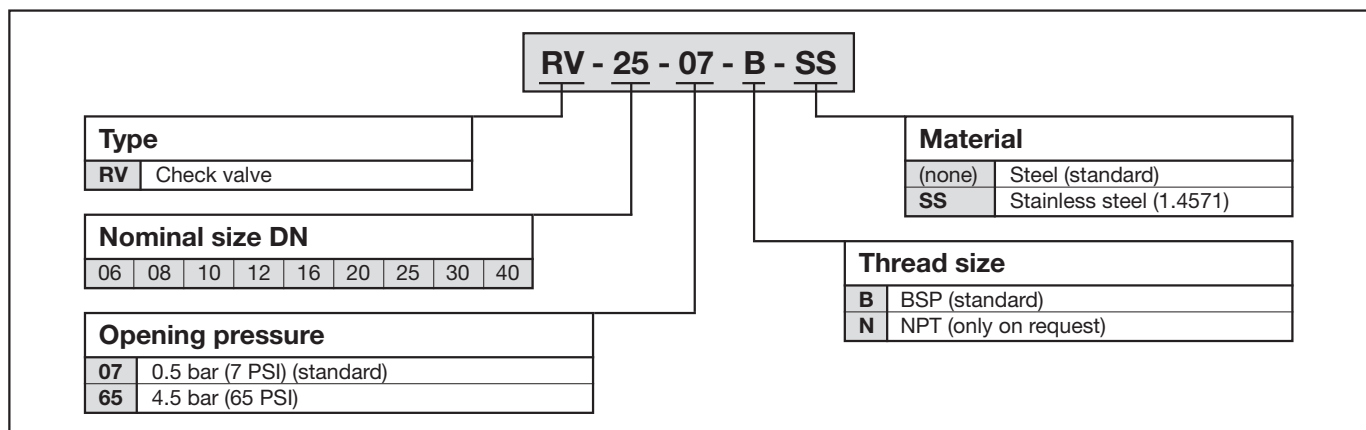 RV - 25 - 07 - B - SS
Type
RV Check valve
Nominal size DN
06 08 10 12 16 20 25 30 40
Opening pressure
07 0.5 bar (7 PSI) (standard)
65 4.5 bar (65 PSI)
Material
(none) Steel (standard)
SS Stainless steel (1.4571)
Thread size
B BSP (standard)
N NPT (only on request)